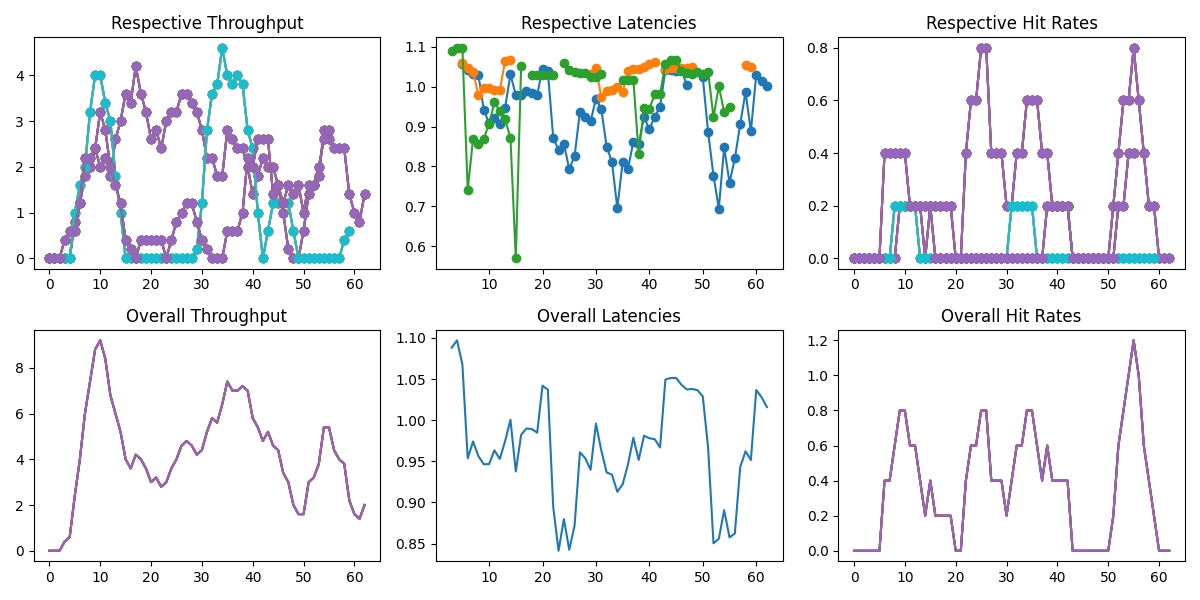 Respective Throughput
4
3
2
1
0
0 10 20 30 40 50 60
Respective Latencies
1.1
1.0
0.9
0.8
0.7
0.6
10 20 30 40 50 60
Respective Hit Rates
0.8
0.6
0.4
0.2
0.0
0 10 20 30 40 50 60
Overall Throughput
8
6
4
2
0
0 10 20 30 40 50 60
Overall Latencies
1.10
1.05
1.00
0.95
0.90
0.85
10 20 30 40 50 60
Overall Hit Rates
1.2
1.0
0.8
0.6
0.4
0.2
0.0
0 10 20 30 40 50 60